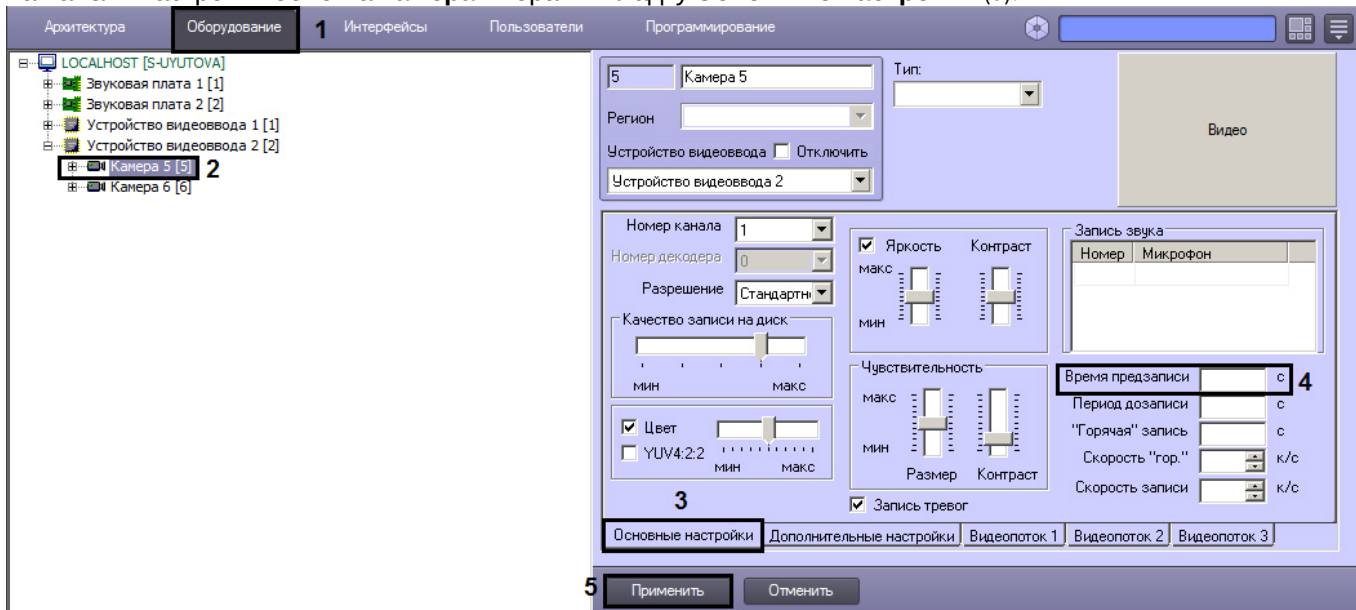 Архитектура Оборудование 1 Интерфейсы Пользователи Программирование
LOCALHOST [S-UYUTOVA]
Звуковая плата 1 [1]
Звуковая плата 2 [2]
Устройство видеоввода 1 [1]
Устройство видеоввода 2 [2]
Камера 5 [5] 2
Камера 6 [6]
5 Камера 5
Тип:
Регион
Устройство видеоввода Отключить
Устройство видеоввода 2
Видео
Номер канала 1
Номер декодера 0
Разрешение Стандартн
Качество записи на диск
мин макс
Цвет
YUV4:2:2
мин макс
Яркость Контраст
макс
мин
Чувствительность
макс
мин
Размер Контраст
Запись тревог
Запись звука
Номер Микрофон
Время предзаписи с 4
Период дозаписи с
"Горячая" запись с
Скорость "гор." к/с
Скорость записи к/с
3
Основные настройки Дополнительные настройки Видеопоток 1 Видеопоток 2 Видеопоток 3
5 Применить Отменить